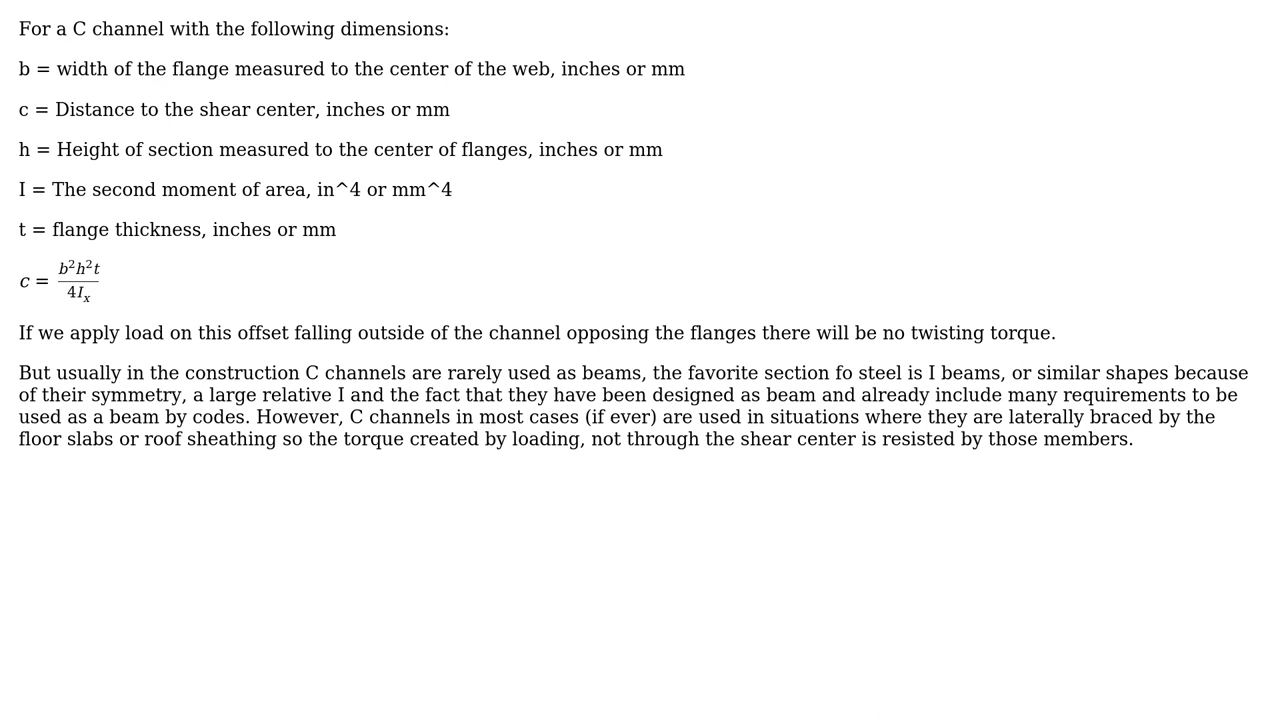 For a C channel with the following dimensions:
b = width of the flange measured to the center of the web, inches or mm
c = Distance to the shear center, inches or mm
h = Height of section measured to the center of flanges, inches or mm
I = The second moment of area, in^4 or mm^4
t = flange thickness, inches or mm
c = \frac{b^2h^2t}{4I_x}
If we apply load on this offset falling outside of the channel opposing the flanges there will be no twisting torque.
But usually in the construction C channels are rarely used as beams, the favorite section fo steel is I beams, or similar shapes because
of their symmetry, a large relative I and the fact that they have been designed as beam and already include many requirements to be
used as a beam by codes. However, C channels in most cases (if ever) are used in situations where they are laterally braced by the
floor slabs or roof sheathing so the torque created by loading, not through the shear center is resisted by those members.